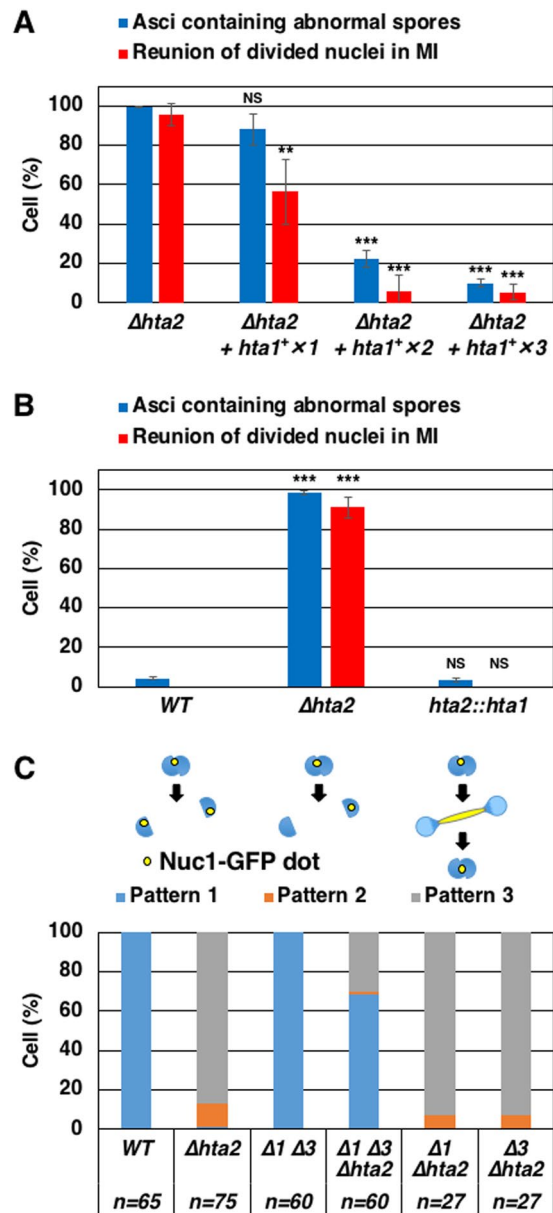 A
Asci containing abnormal spores
Reunion of divided nuclei in MI
Cell (%)
100
80
60
40
20
0
NS
**
***
***
***
***
Δhta2
Δhta2
+ hta1⁺×1
Δhta2
+ hta1⁺×2
Δhta2
+ hta1⁺×3
B
Asci containing abnormal spores
Reunion of divided nuclei in MI
Cell (%)
100
80
60
40
20
0
***
***
NS
NS
WT
Δhta2
hta2::hta1
C
Nuc1-GFP dot
Pattern 1
Pattern 2
Pattern 3
Cell (%)
100
80
60
40
20
0
WT
Δhta2
Δ1 Δ3
Δ1 Δ3
Δhta2
Δ1
Δhta2
Δ3
Δhta2
n=65
n=75
n=60
n=60
n=27
n=27